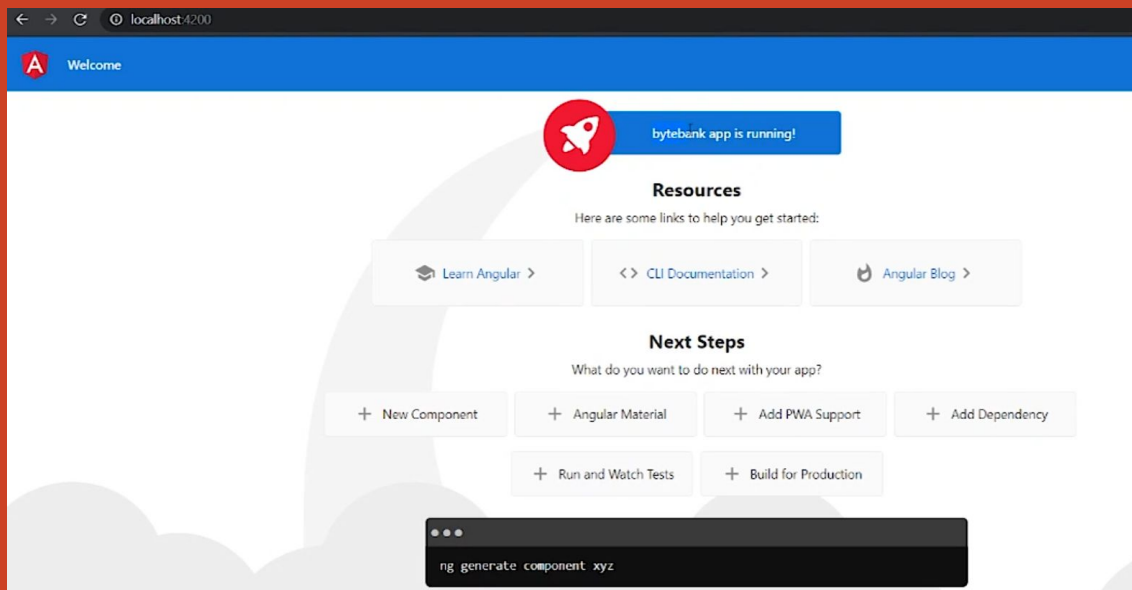 localhost:4200
Welcome
bytebank app is running!
Resources
Here are some links to help you get started:
Learn Angular
CLI Documentation
Angular Blog
Next Steps
What do you want to do next with your app?
New Component
Angular Material
Add PWA Support
Add Dependency
Run and Watch Tests
Build for Production
ng generate component xyz